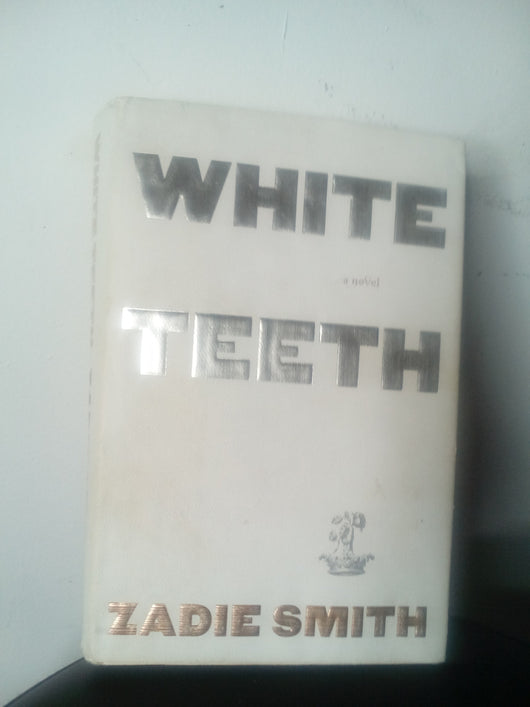 WHITE
a novel
TEETH
ZADIE SMITH